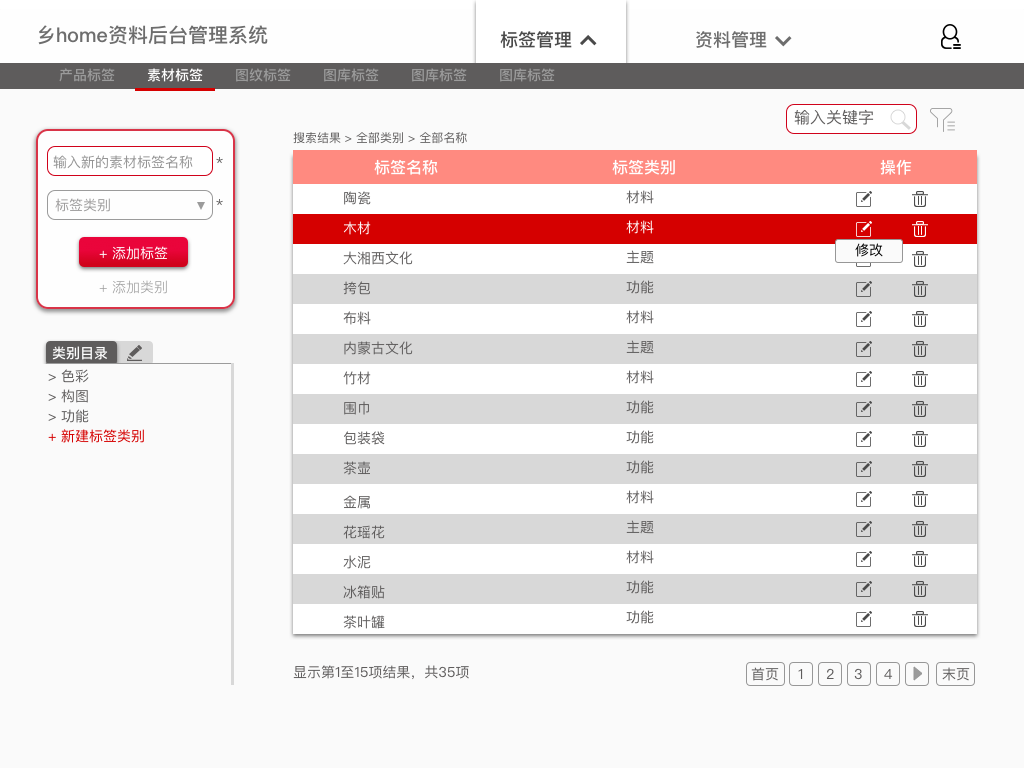 乡home资料后台管理系统
标签管理
资料管理
产品标签 素材标签 图纹标签 图库标签 图库标签 图库标签
输入关键字
搜索结果 > 全部类别 > 全部名称
输入新的素材标签名称 *
标签类别 *
+ 添加标签
+ 添加类别
类别目录
> 色彩
> 构图
> 功能
+ 新建标签类别
标签名称 标签类别 操作
陶瓷 材料
木材 材料
修改
大湘西文化 主题
挎包 功能
布料 材料
内蒙古文化 主题
竹材 材料
围巾 功能
包装袋 功能
茶壶 功能
金属 材料
花瑶花 主题
水泥 材料
冰箱贴 功能
茶叶罐 功能
显示第1至15项结果，共35项
首页 1 2 3 4 末页